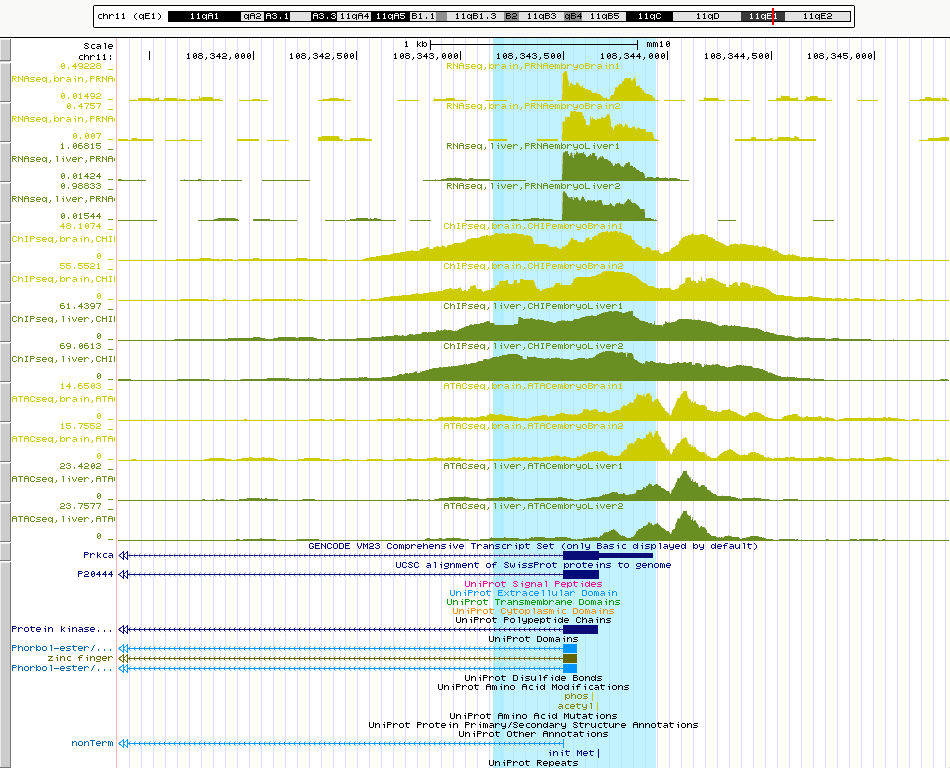 chr11 (qE1) 11qA1 qA2 A3.1 A3.3 11qA4 11qA5 B1.1 11qB1.3 B2 11qB3 qB4 11qB5 11qC 11qD 11qE1 11qE2
Scale 1 kb mm10
chr11: 108,342,000 108,342,500 108,343,000 108,343,500 108,344,000 108,344,500 108,345,000
RNAseq,brain,PRNAembryoBrain1
0.49228 _
RNAseq,brain,PRNA
0.01492 _
RNAseq,brain,PRNAembryoBrain2
0.4757 _
RNAseq,brain,PRNA
0.007 _
RNAseq,liver,PRNAembryoLiver1
1.06815 _
RNAseq,liver,PRNA
0.01424 _
RNAseq,liver,PRNAembryoLiver2
0.98833 _
RNAseq,liver,PRNA
0.01544 _
ChIPseq,brain,CHIPembryoBrain1
48.1074 _
ChIPseq,brain,CHI
0 _
ChIPseq,brain,CHIPembryoBrain2
55.5521 _
ChIPseq,brain,CHI
0 _
ChIPseq,liver,CHIPembryoLiver1
61.4397 _
ChIPseq,liver,CHI
0 _
ChIPseq,liver,CHIPembryoLiver2
69.0613 _
ChIPseq,liver,CHI
0 _
ATACseq,brain,ATACembryoBrain1
14.6503 _
ATACseq,brain,ATA
0 _
ATACseq,brain,ATACembryoBrain2
15.7552 _
ATACseq,brain,ATA
0 _
ATACseq,liver,ATACembryoLiver1
23.4202 _
ATACseq,liver,ATA
0 _
ATACseq,liver,ATACembryoLiver2
23.7577 _
ATACseq,liver,ATA
0 _
GENCODE VM23 Comprehensive Transcript Set (only Basic displayed by default)
Prkca
UCSC alignment of SwissProt proteins to genome
P20444
UniProt Signal Peptides
UniProt Extracellular Domain
UniProt Transmembrane Domains
UniProt Cytoplasmic Domains
UniProt Polypeptide Chains
Protein kinase...
UniProt Domains
Phorbol-ester/...
zinc finger
Phorbol-ester/...
UniProt Disulfide Bonds
UniProt Amino Acid Modifications
phos
acetyl
UniProt Amino Acid Mutations
UniProt Protein Primary/Secondary Structure Annotations
UniProt Other Annotations
nonTerm
init Met
UniProt Repeats